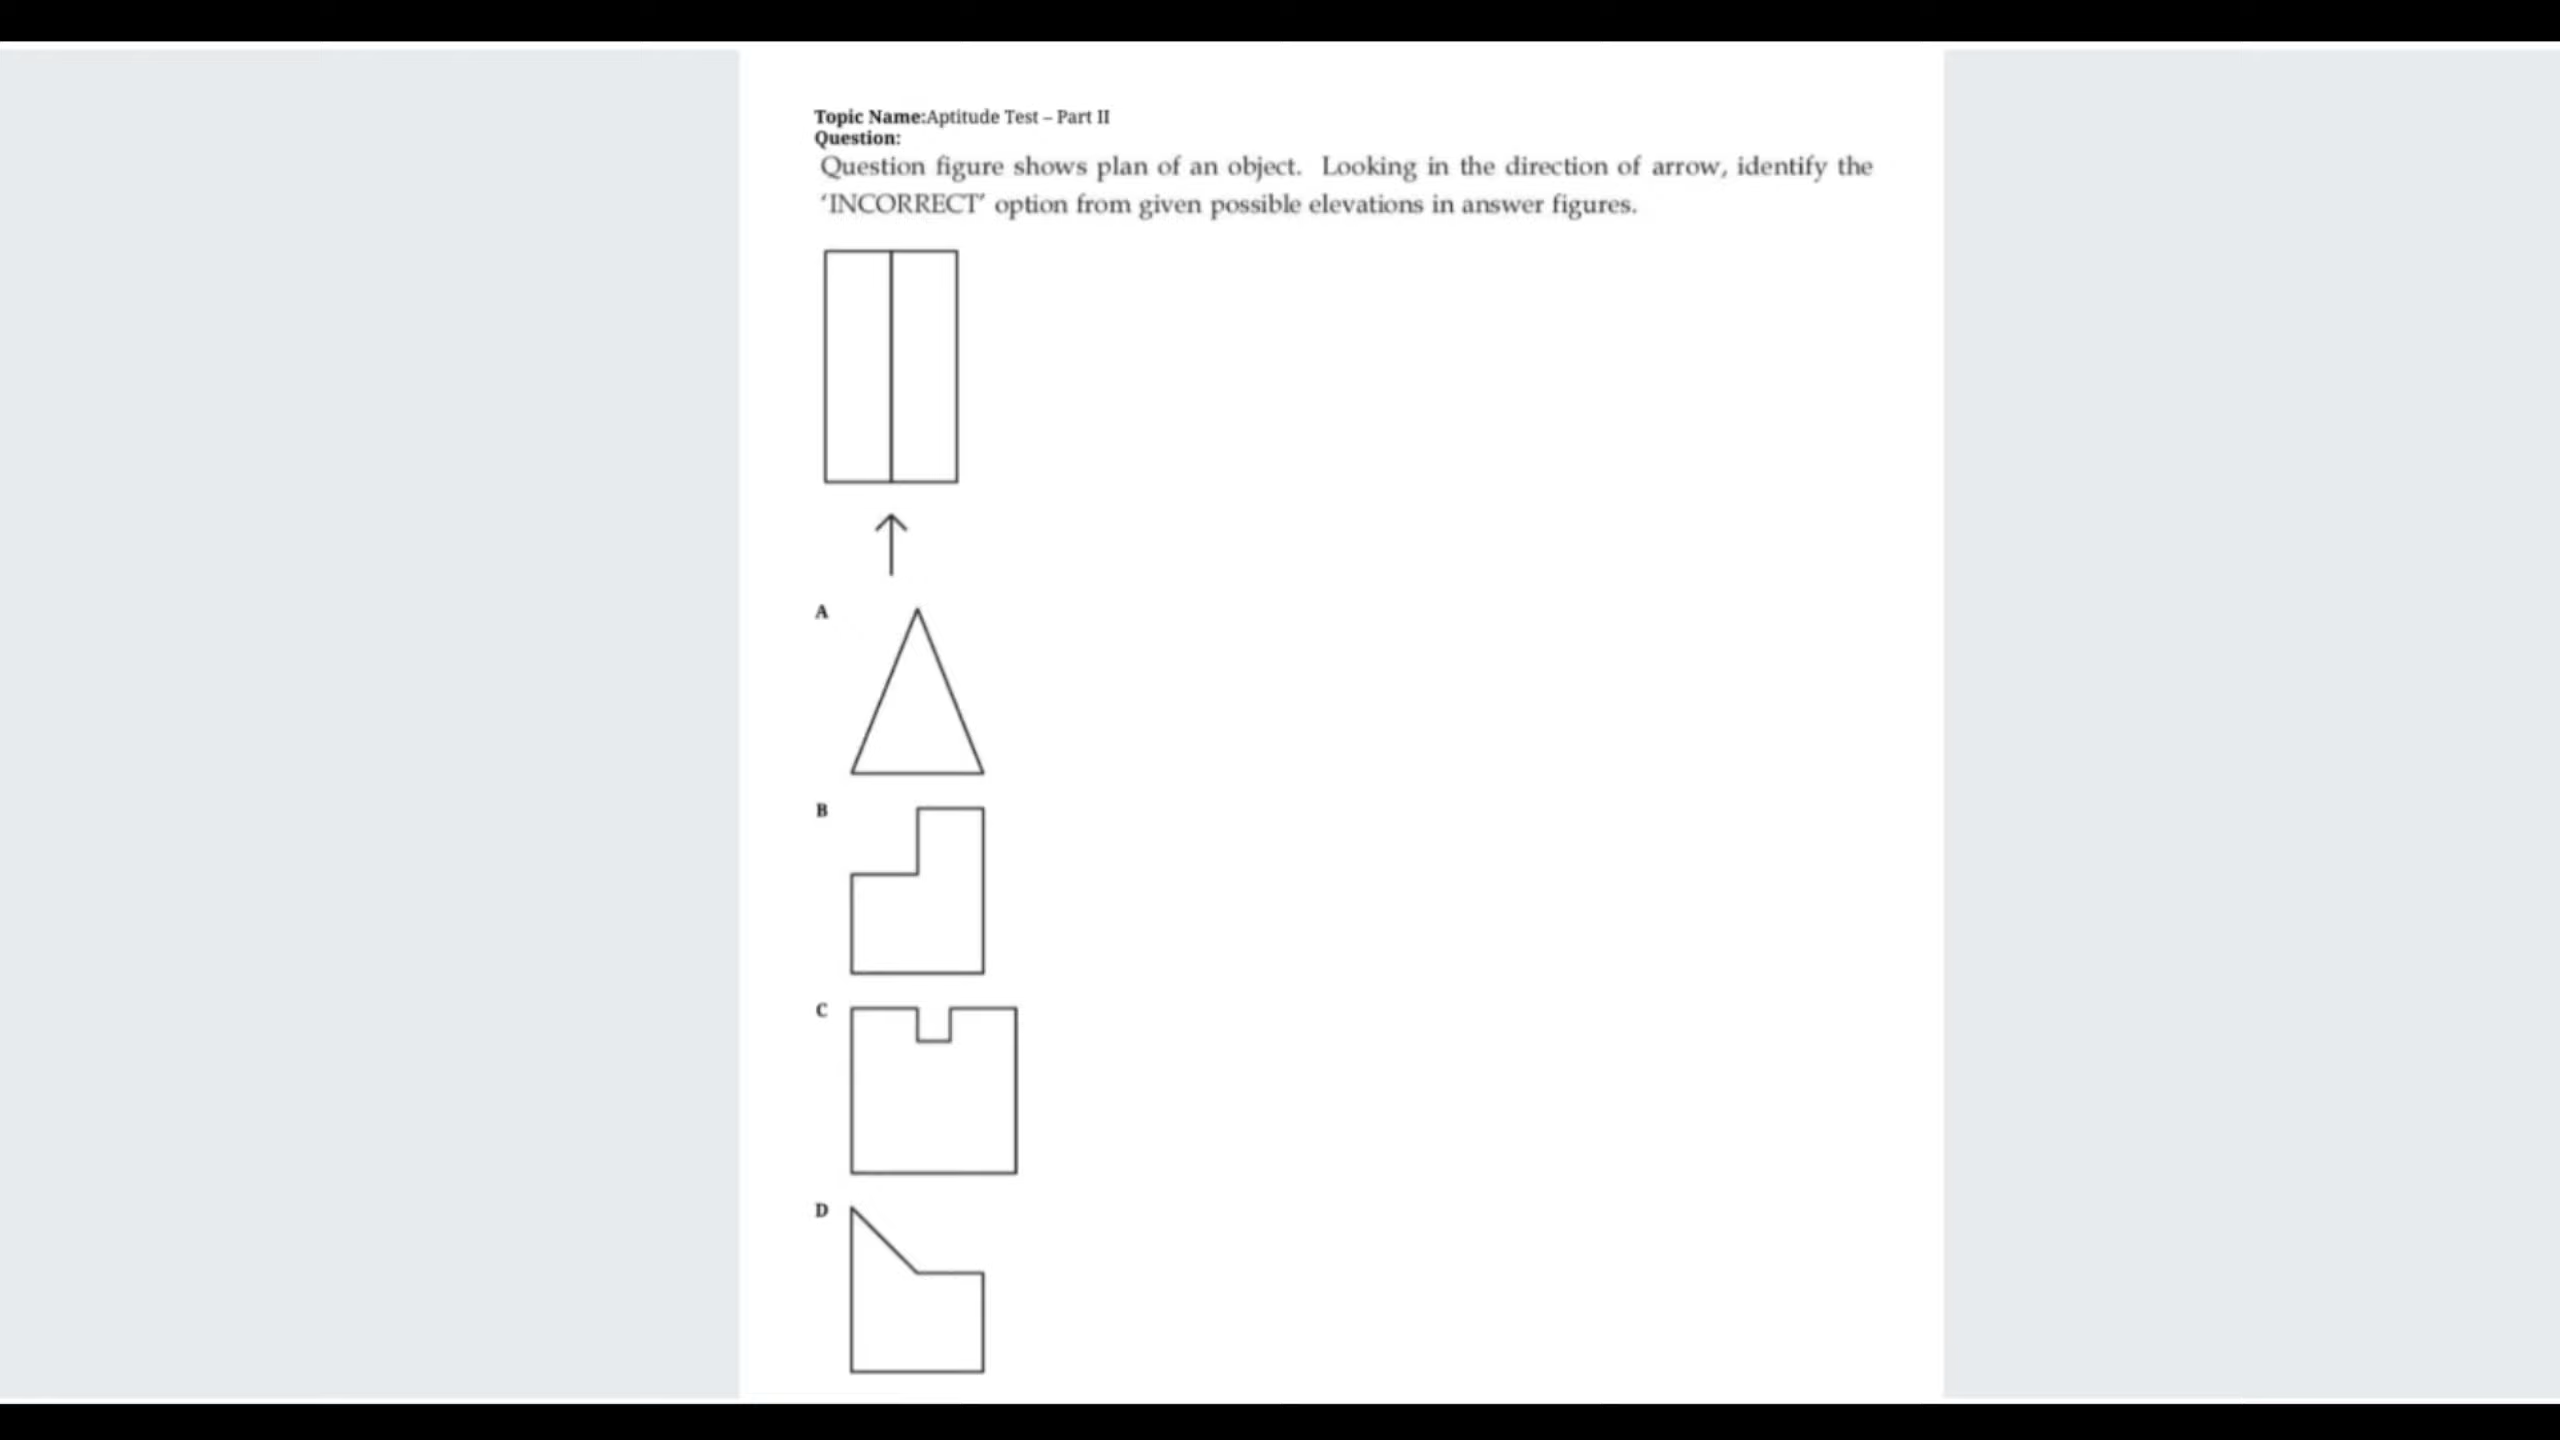 Topic Name:Aptitude Test – Part II
Question:
Question figure shows plan of an object. Looking in the direction of arrow, identify the
‘INCORRECT’ option from given possible elevations in answer figures.
A
B
C
D